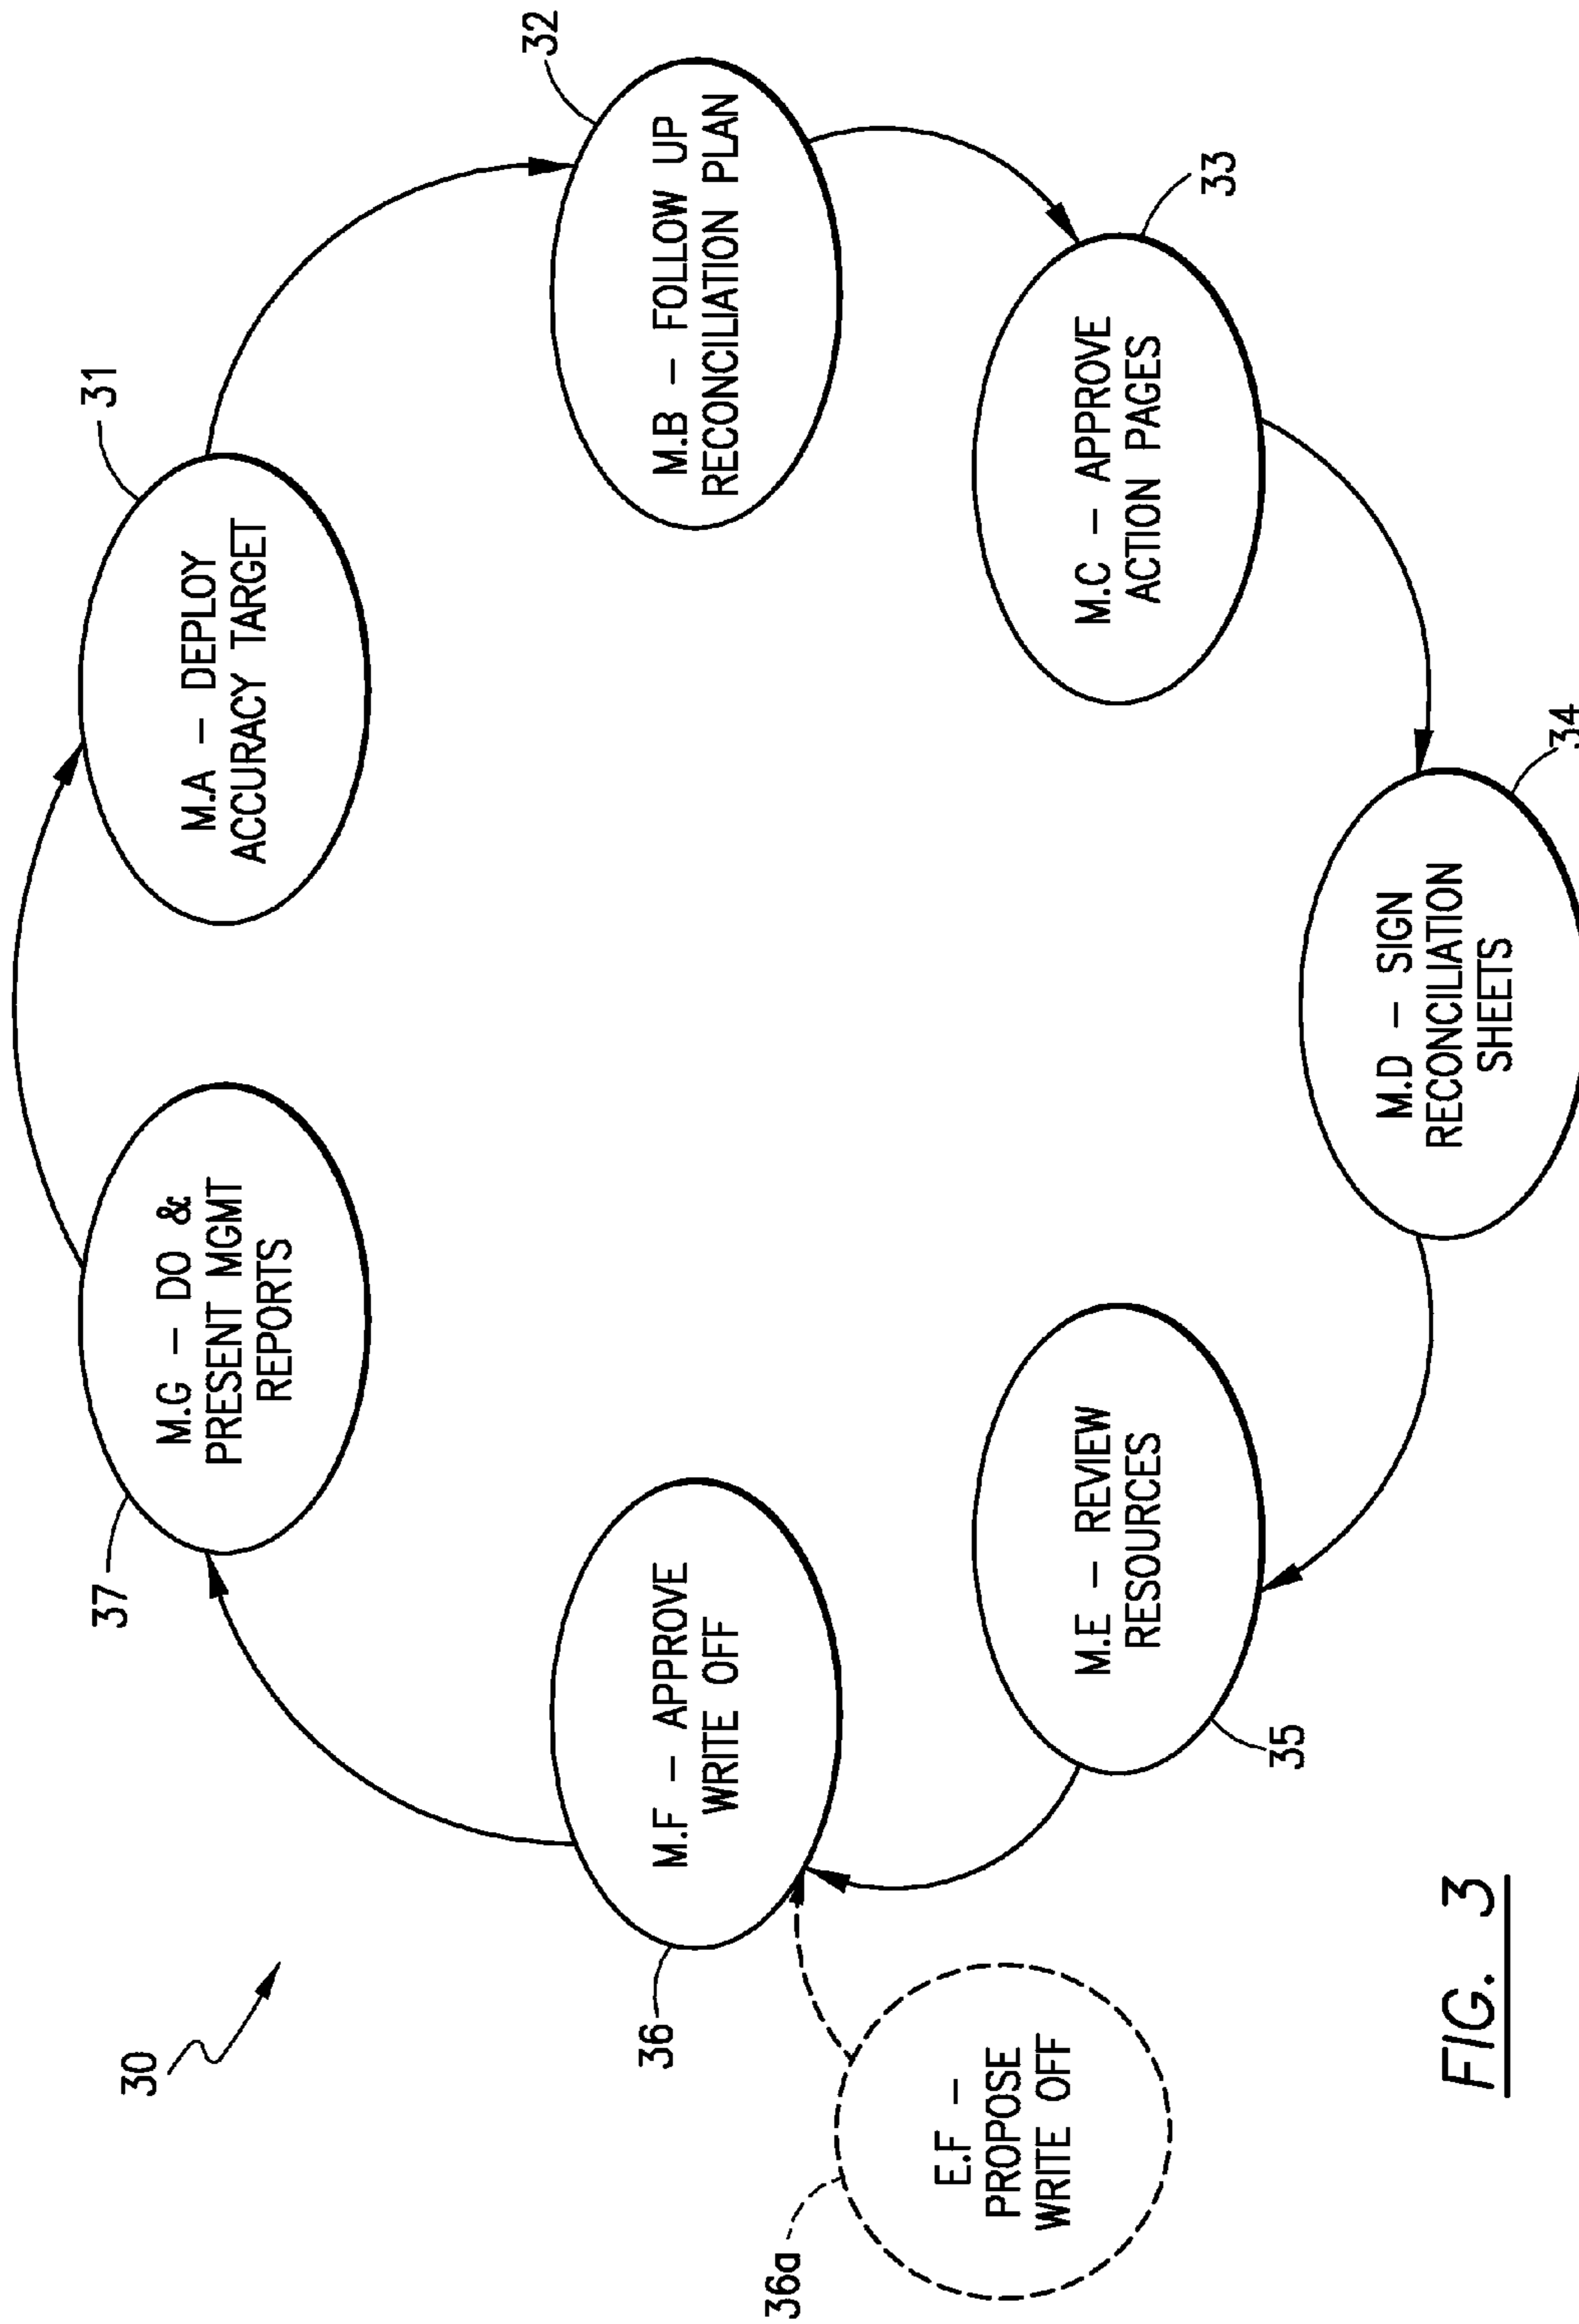 30
31
M.A – DEPLOY
ACCURACY TARGET
32
M.B – FOLLOW UP
RECONCILIATION PLAN
33
M.C – APPROVE
ACTION PAGES
34
M.D – SIGN
RECONCILIATION
SHEETS
35
M.E – REVIEW
RESOURCES
36
M.F – APPROVE
WRITE OFF
36a
E.F –
PROPOSE
WRITE OFF
37
M.G – DO &
PRESENT MGMT
REPORTS
FIG. 3